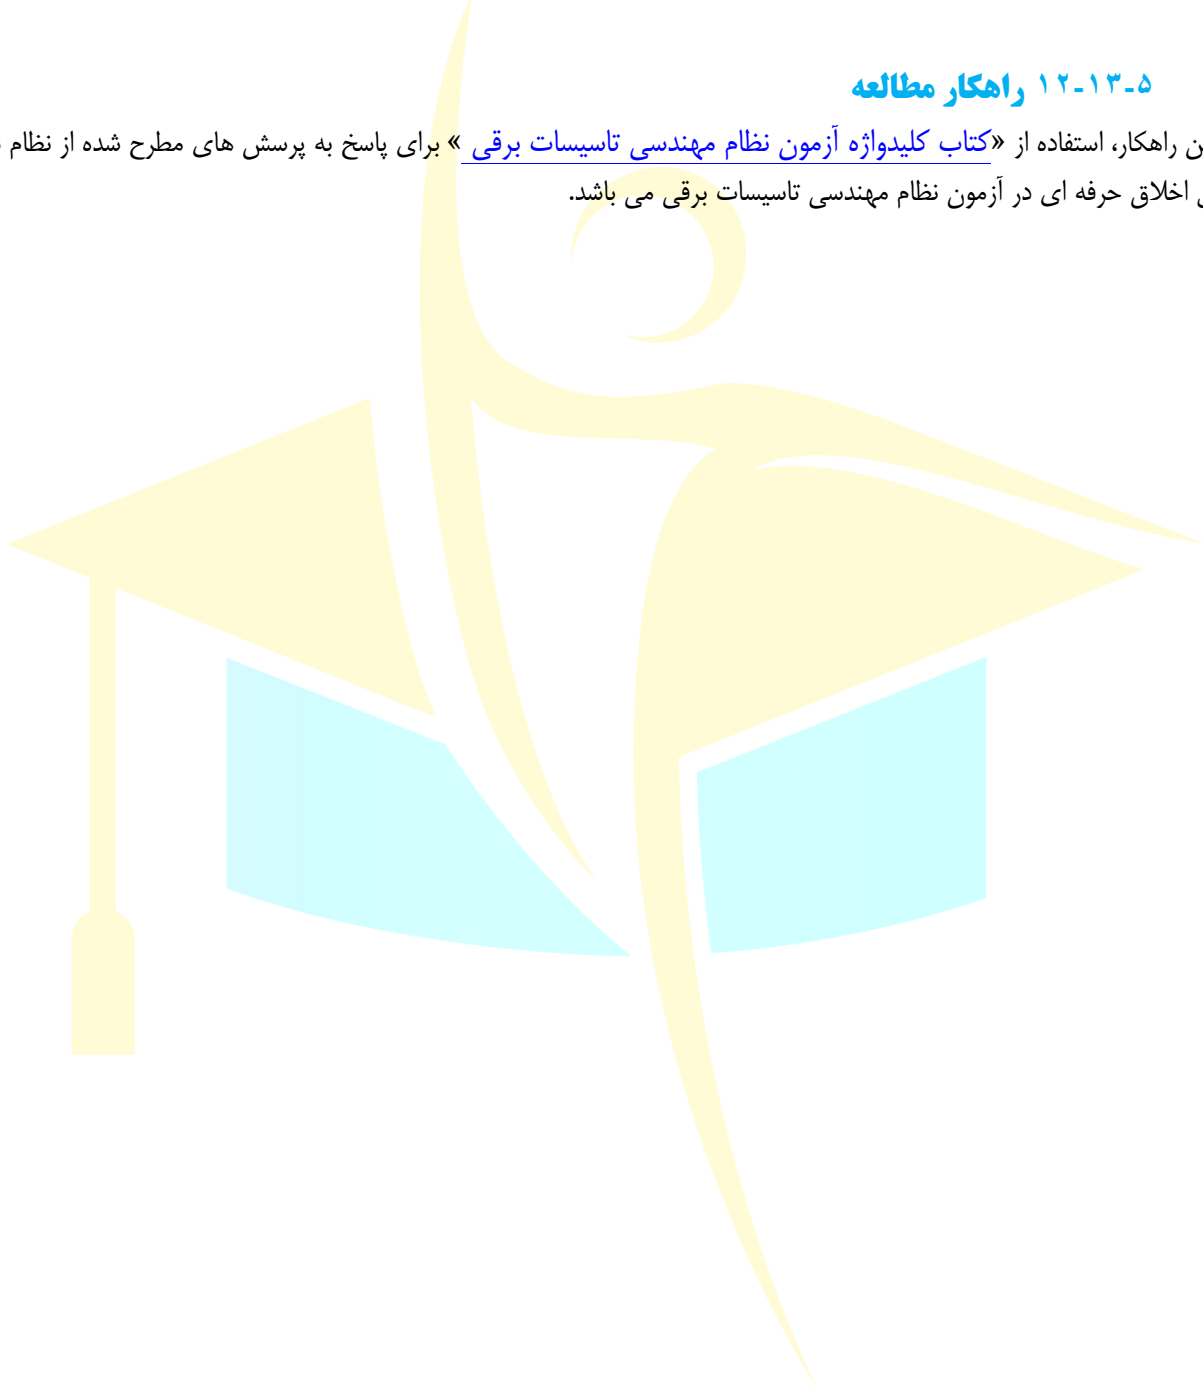 ۵-۱۳-۱۲ راهکار مطالعه
راهکار، استفاده از «کتاب کلیدواژه آزمون نظام مهندسی تاسیسات برقی » برای پاسخ به پرسش های مطرح شده از نظام
اخلاق حرفه ای در آزمون نظام مهندسی تاسیسات برقی می باشد.